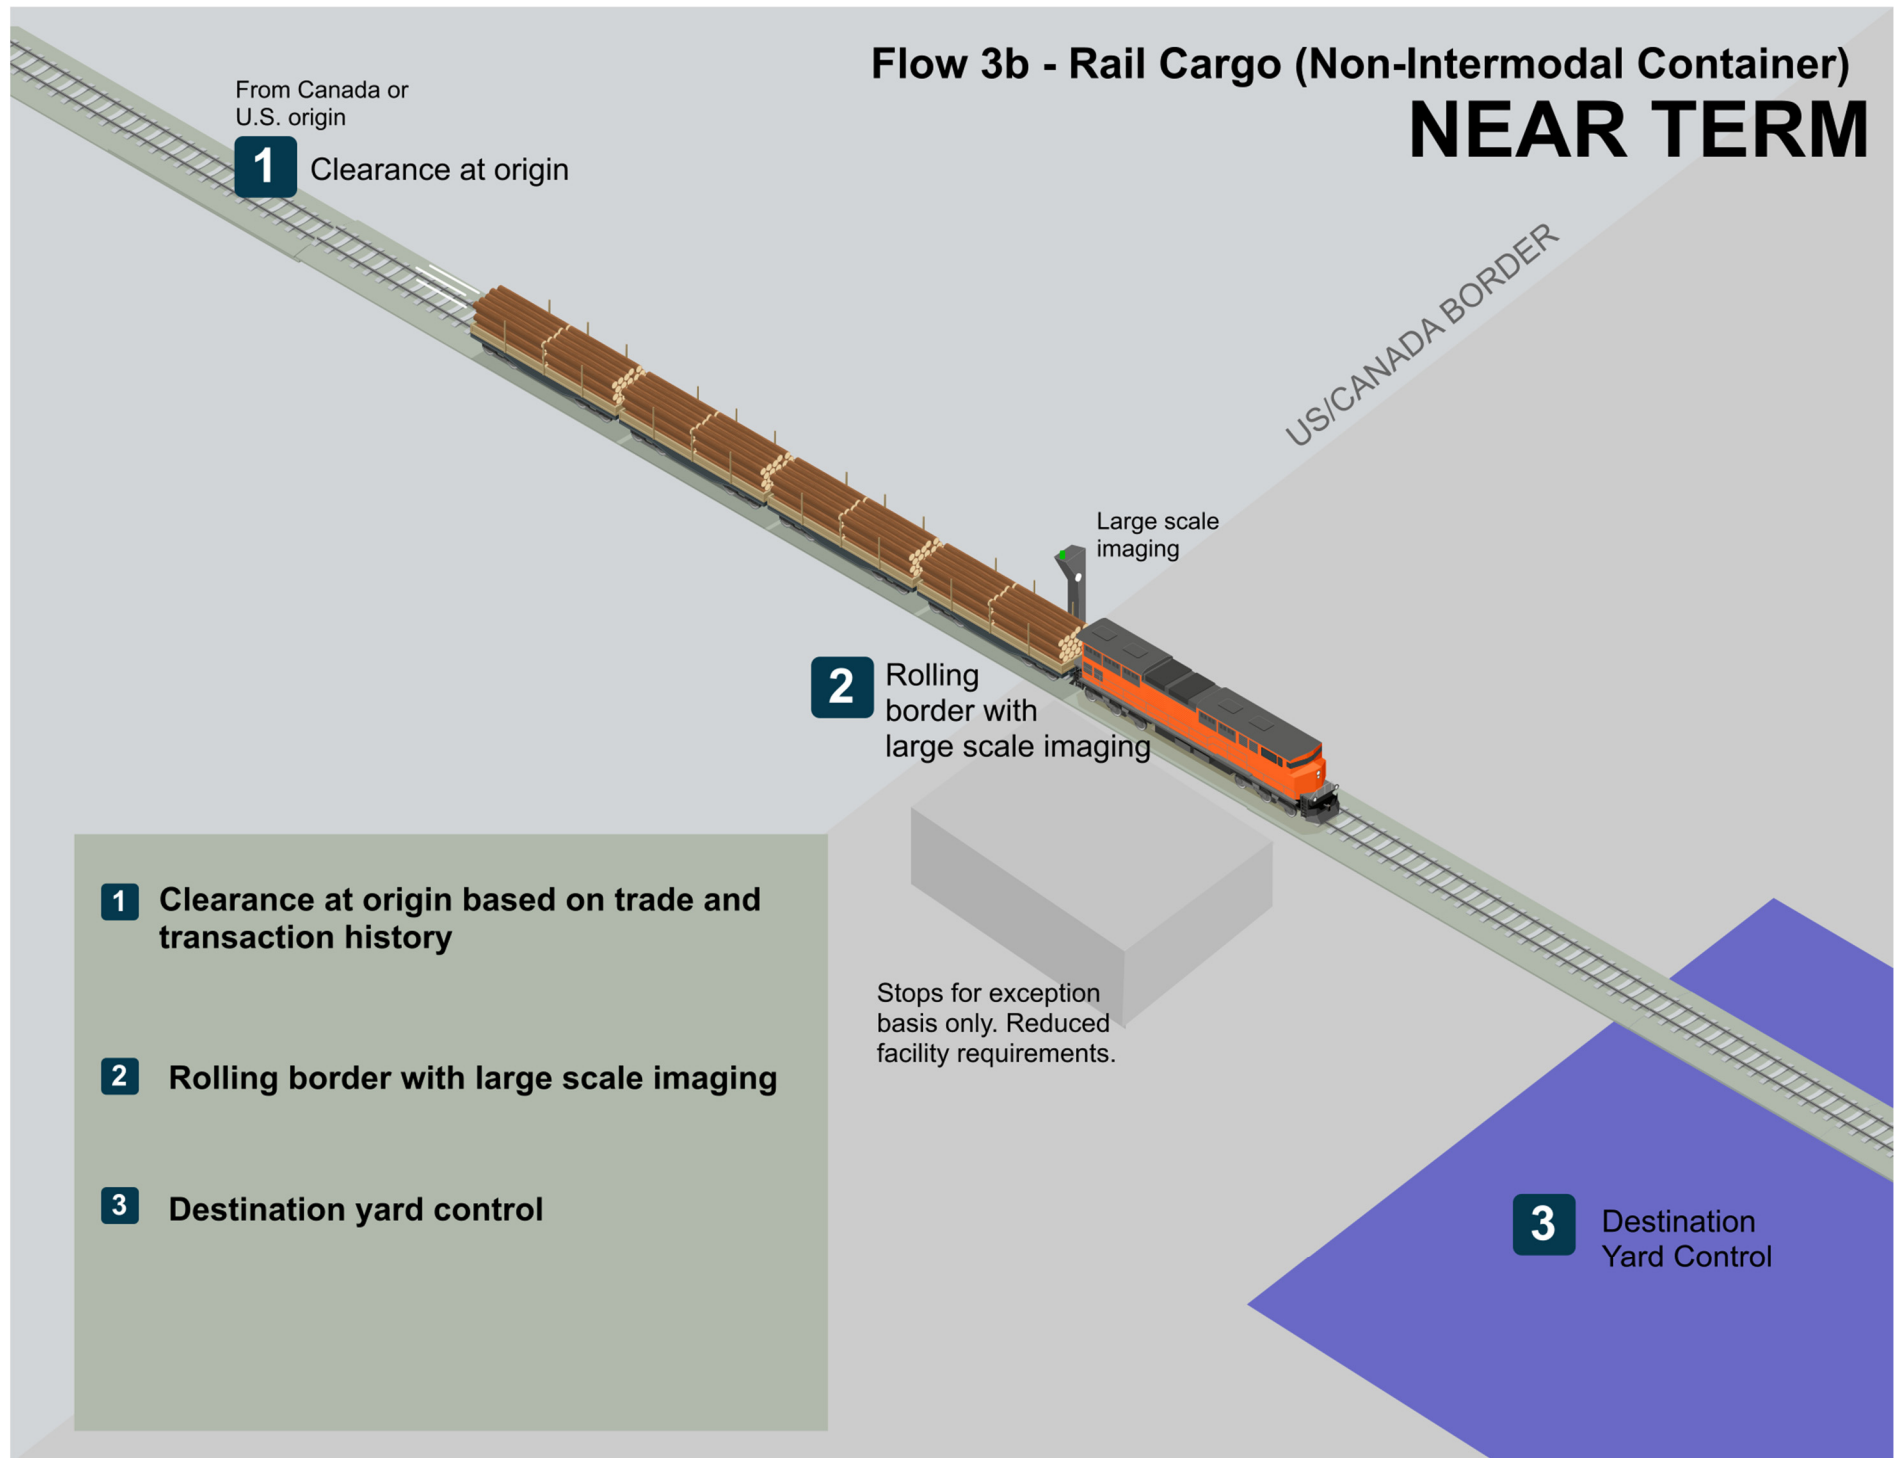 Flow 3b - Rail Cargo (Non-Intermodal Container)
NEAR TERM
From Canada or
U.S. origin
1 Clearance at origin
US/CANADA BORDER
Large scale
imaging
2 Rolling
border with
large scale imaging
1 Clearance at origin based on trade and
transaction history
2 Rolling border with large scale imaging
3 Destination yard control
Stops for exception
basis only. Reduced
facility requirements.
3 Destination
Yard Control